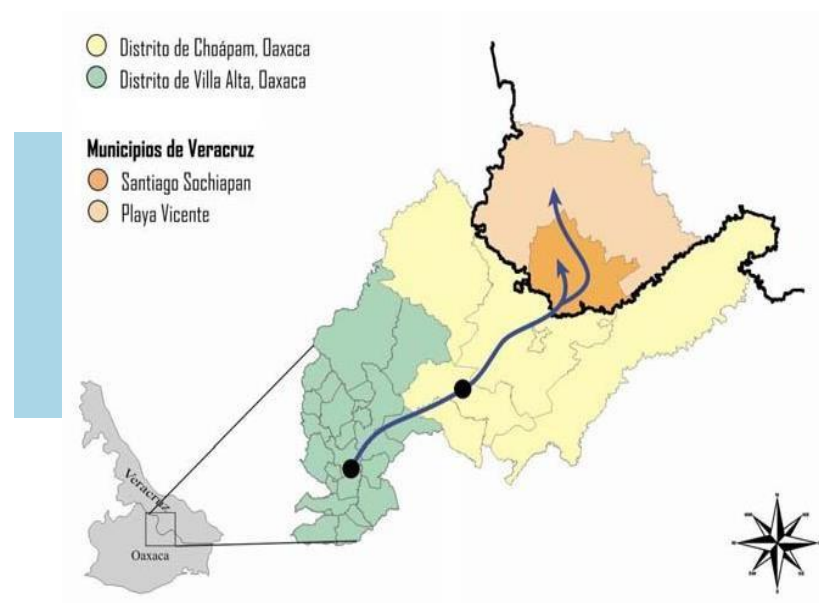 Distrito de Choápam, Oaxaca
Distrito de Villa Alta, Oaxaca
Municipios de Veracruz
Santiago Sochiapan
Playa Vicente
Veracruz
Oaxaca
N